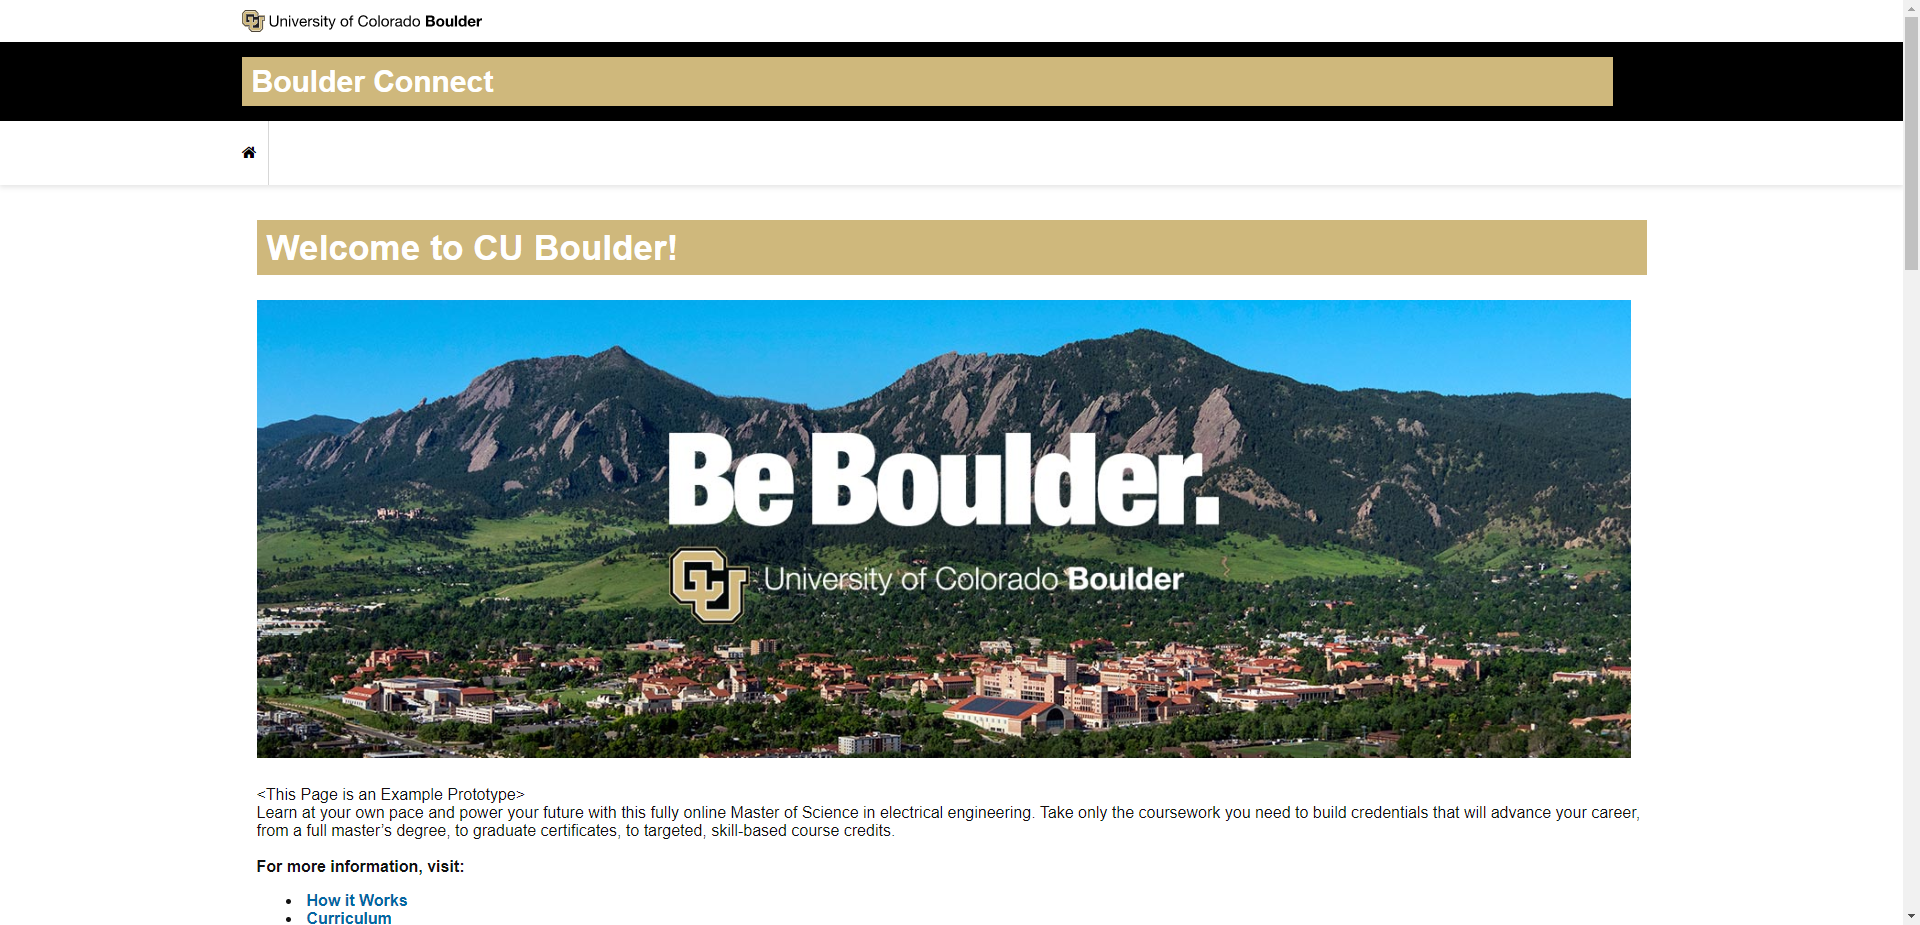 University of Colorado Boulder
Boulder Connect
Welcome to CU Boulder!
Be Boulder.
CU University of Colorado Boulder
<This Page is an Example Prototype>
Learn at your own pace and power your future with this fully online Master of Science in electrical engineering. Take only the coursework you need to build credentials that will advance your career,
from a full master’s degree, to graduate certificates, to targeted, skill-based course credits.
For more information, visit:
• How it Works
• Curriculum